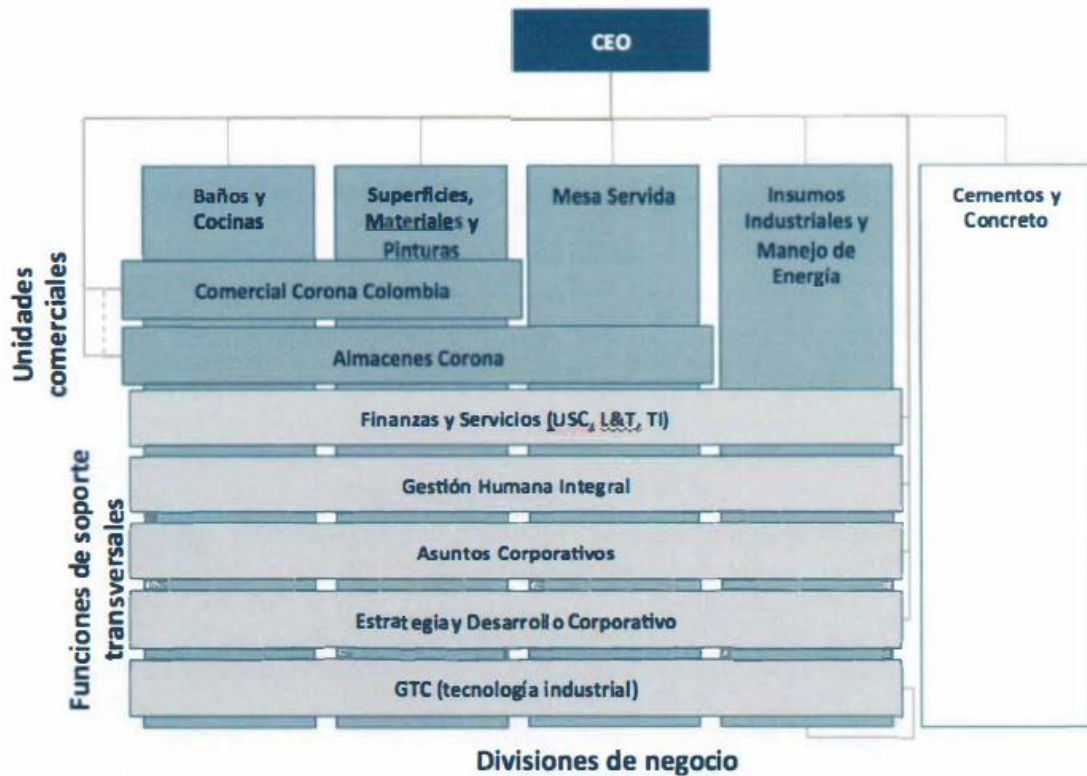 CEO
Baños y
Cocinas
Superficies,
Materiales y
Pinturas
Mesa Servida
Insumos
Industriales y
Manejo de
Energía
Cementos y
Concreto
Unidades
comerciales
Comercial Corona Colombia
Almacenes Corona
Funciones de soporte
transversales
Finanzas y Servicios (USC, L&T, TI)
Gestión Humana Integral
Asuntos Corporativos
Estrategia y Desarrollo Corporativo
GTC (tecnología industrial)
Divisiones de negocio